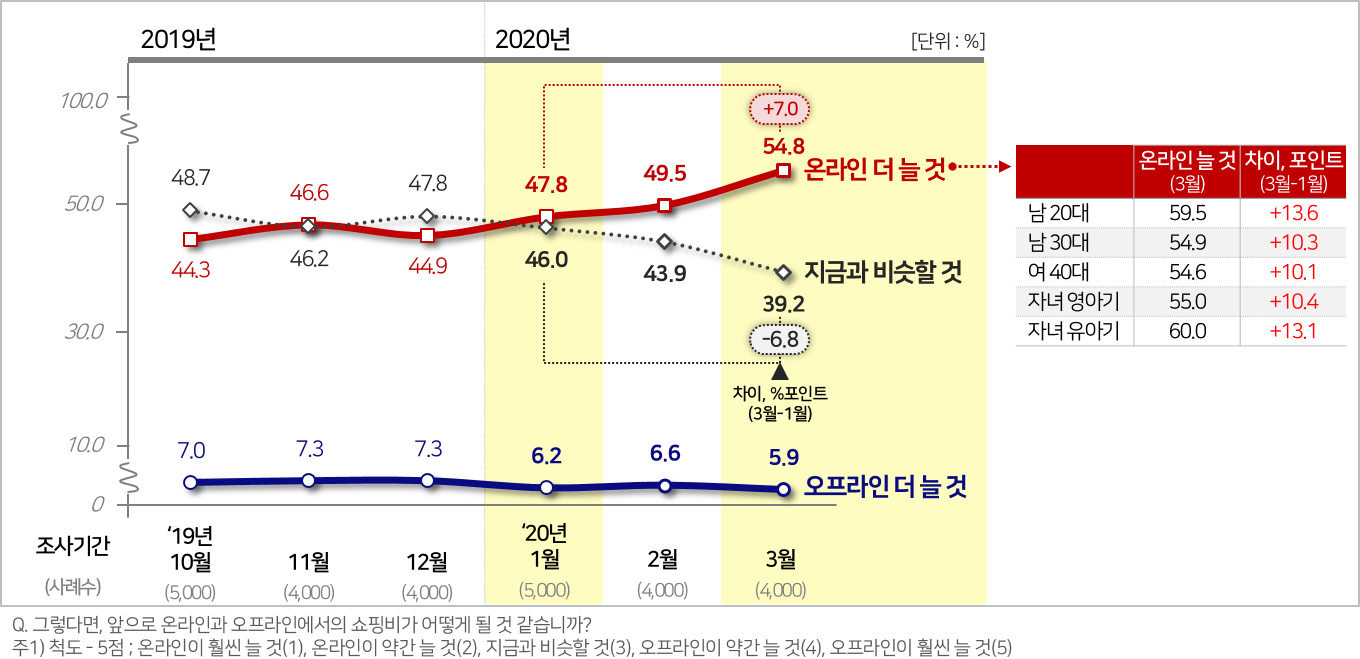 2019년 2020년 [단위 : %]
100.0
+7.0
54.8
48.7 46.6 47.8 47.8 49.5 온라인 더 늘 것
50.0
44.3 46.2 44.9 46.0 43.9 지금과 비슷할 것
39.2
30.0
-6.8
차이, %포인트
(3월-1월)
10.0
7.0 7.3 7.3 6.2 6.6 5.9
오프라인 더 늘 것
0
조사기간 ‘19년 10월 11월 12월 ‘20년 1월 2월 3월
(사례수) (5,000) (4,000) (4,000) (5,000) (4,000) (4,000)
온라인 늘 것 (3월) 차이, 포인트 (3월-1월)
남 20대 59.5 +13.6
남 30대 54.9 +10.3
여 40대 54.6 +10.1
자녀 영아기 55.0 +10.4
자녀 유아기 60.0 +13.1
Q. 그렇다면, 앞으로 온라인과 오프라인에서의 쇼핑비가 어떻게 될 것 같습니까?
주1) 척도 - 5점 ; 온라인이 훨씬 늘 것(1), 온라인이 약간 늘 것(2), 지금과 비슷할 것(3), 오프라인이 약간 늘 것(4), 오프라인이 훨씬 늘 것(5)